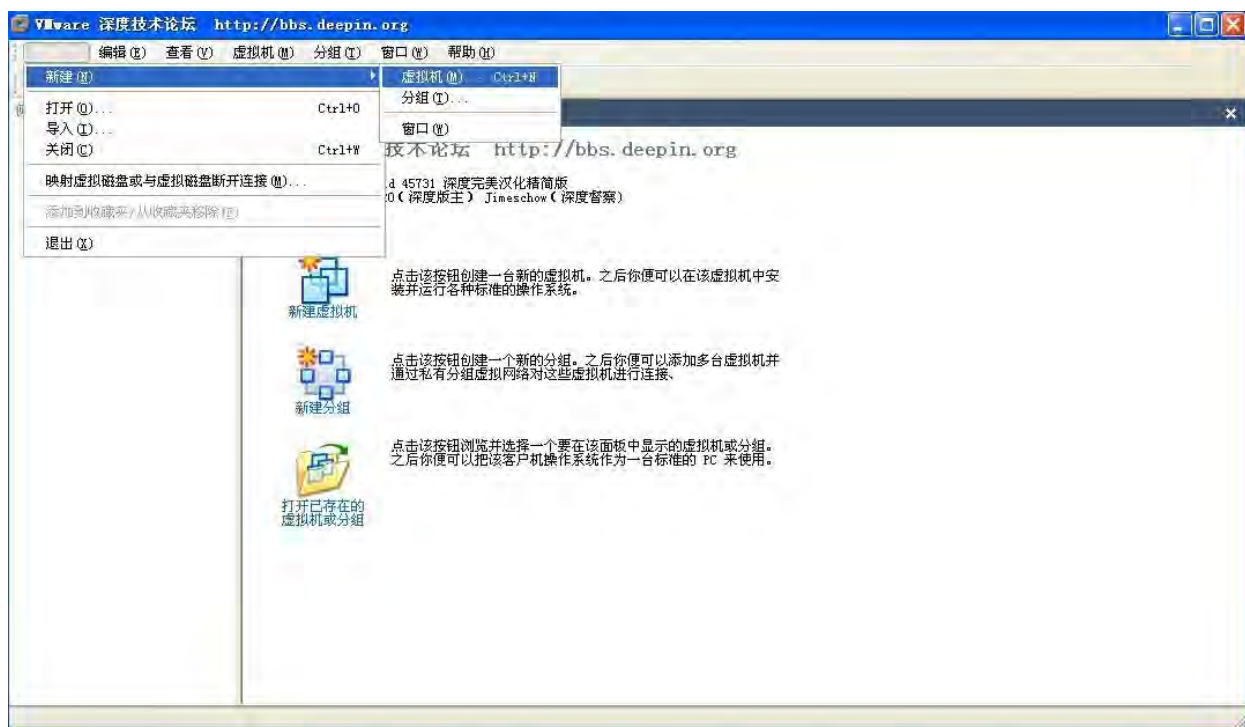 VMware 深度技术论坛 http://bbs.deepin.org
编辑(E) 查看(V) 虚拟机(M) 分组(T) 窗口(W) 帮助(H)
新建(N)
虚拟机(M)... Ctrl+N
分组(T)...
窗口(W)
打开(O)... Ctrl+O
导入(I)...
关闭(C) Ctrl+W
映射虚拟磁盘或与虚拟磁盘断开连接(M)...
添加到收藏夹/从收藏夹移除(F)
退出(X)
技术论坛 http://bbs.deepin.org
d 45731 深度完美汉化精简版
0(深度版主) Jimeschow(深度督察)
新建虚拟机
点击该按钮创建一台新的虚拟机。之后你便可以在该虚拟机中安
装并运行各种标准的操作系统。
新建分组
点击该按钮创建一个新的分组。之后你便可以添加多台虚拟机并
通过私有分组虚拟网络对这些虚拟机进行连接、
打开已存在的
虚拟机或分组
点击该按钮浏览并选择一个要在该面板中显示的虚拟机或分组。
之后你便可以把该客户机操作系统作为一台标准的 PC 来使用。